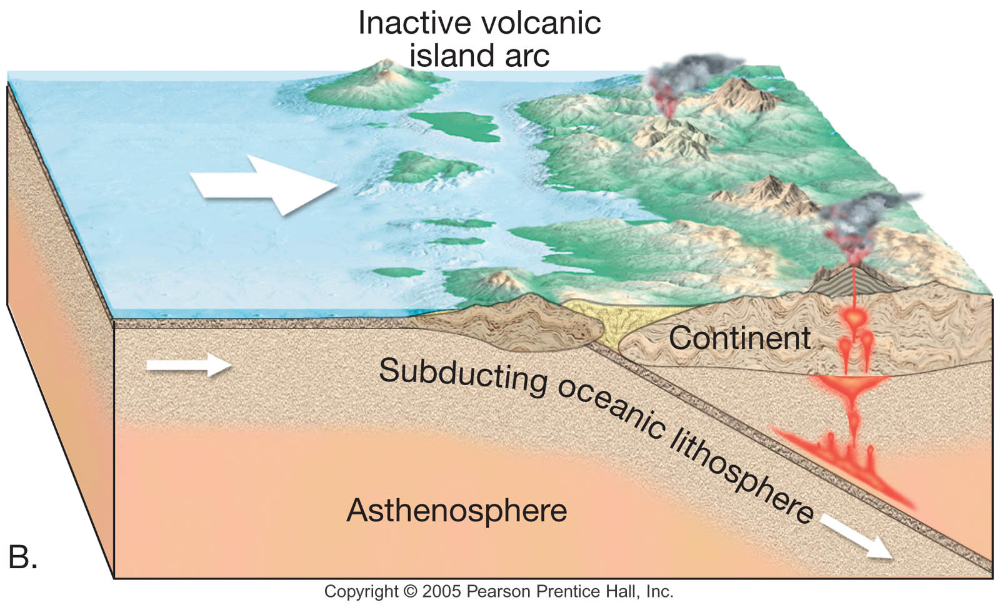 Inactive volcanic
island arc
Continent
Subducting oceanic lithosphere
Asthenosphere
B.
Copyright © 2005 Pearson Prentice Hall, Inc.